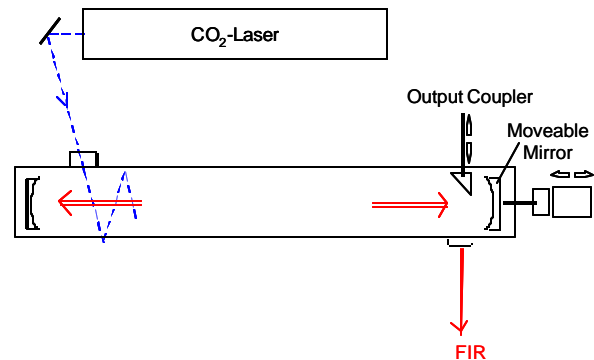 CO₂-Laser
Output Coupler
Moveable
Mirror
FIR